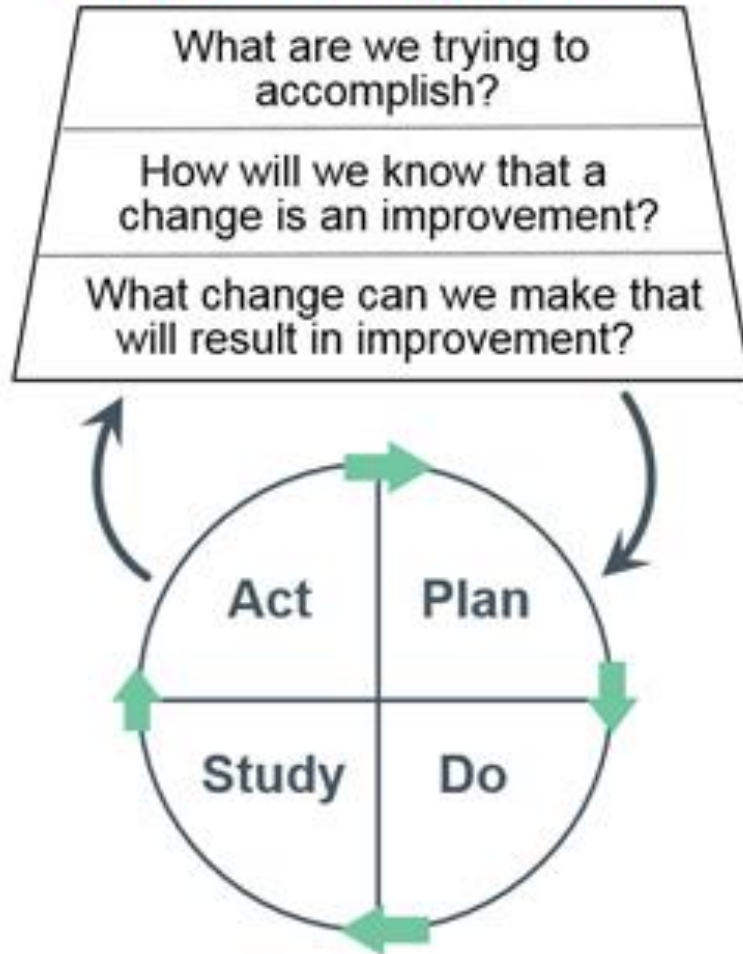 What are we trying to
accomplish?
How will we know that a
change is an improvement?
What change can we make that
will result in improvement?
Act
Plan
Study
Do